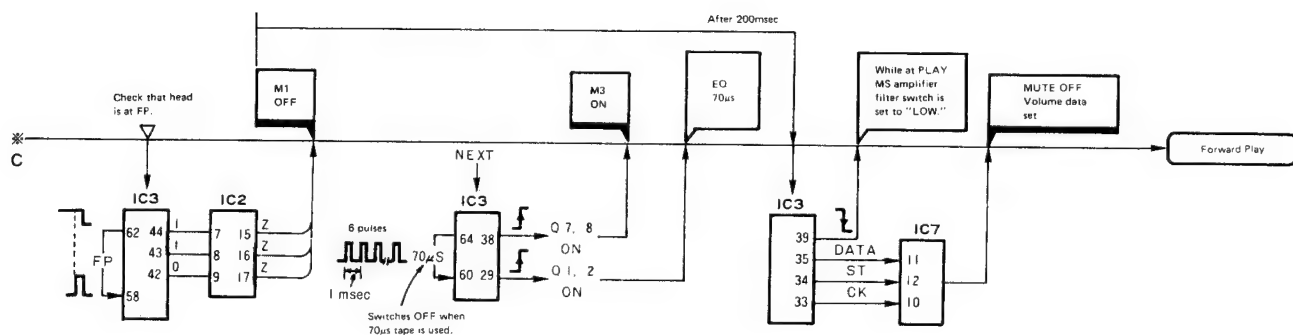 After 200msec
Check that head
is at FP.
M1
OFF
M3
ON
EQ
70μs
While at PLAY
MS amplifier
filter switch is
set to "LOW."
MUTE OFF
Volume data
set
※
C
NEXT
Forward Play
IC3
IC2
62 44
43
42
58
FP
1
1
0
7 15
8 16
9 17
Z
Z
Z
6 pulses
1 msec
70μS
Switches OFF when
70μs tape is used.
IC3
64 38
60 29
Q 7, 8
ON
Q 1, 2
ON
IC3
39
35
34
33
DATA
ST
CK
IC7
11
12
10